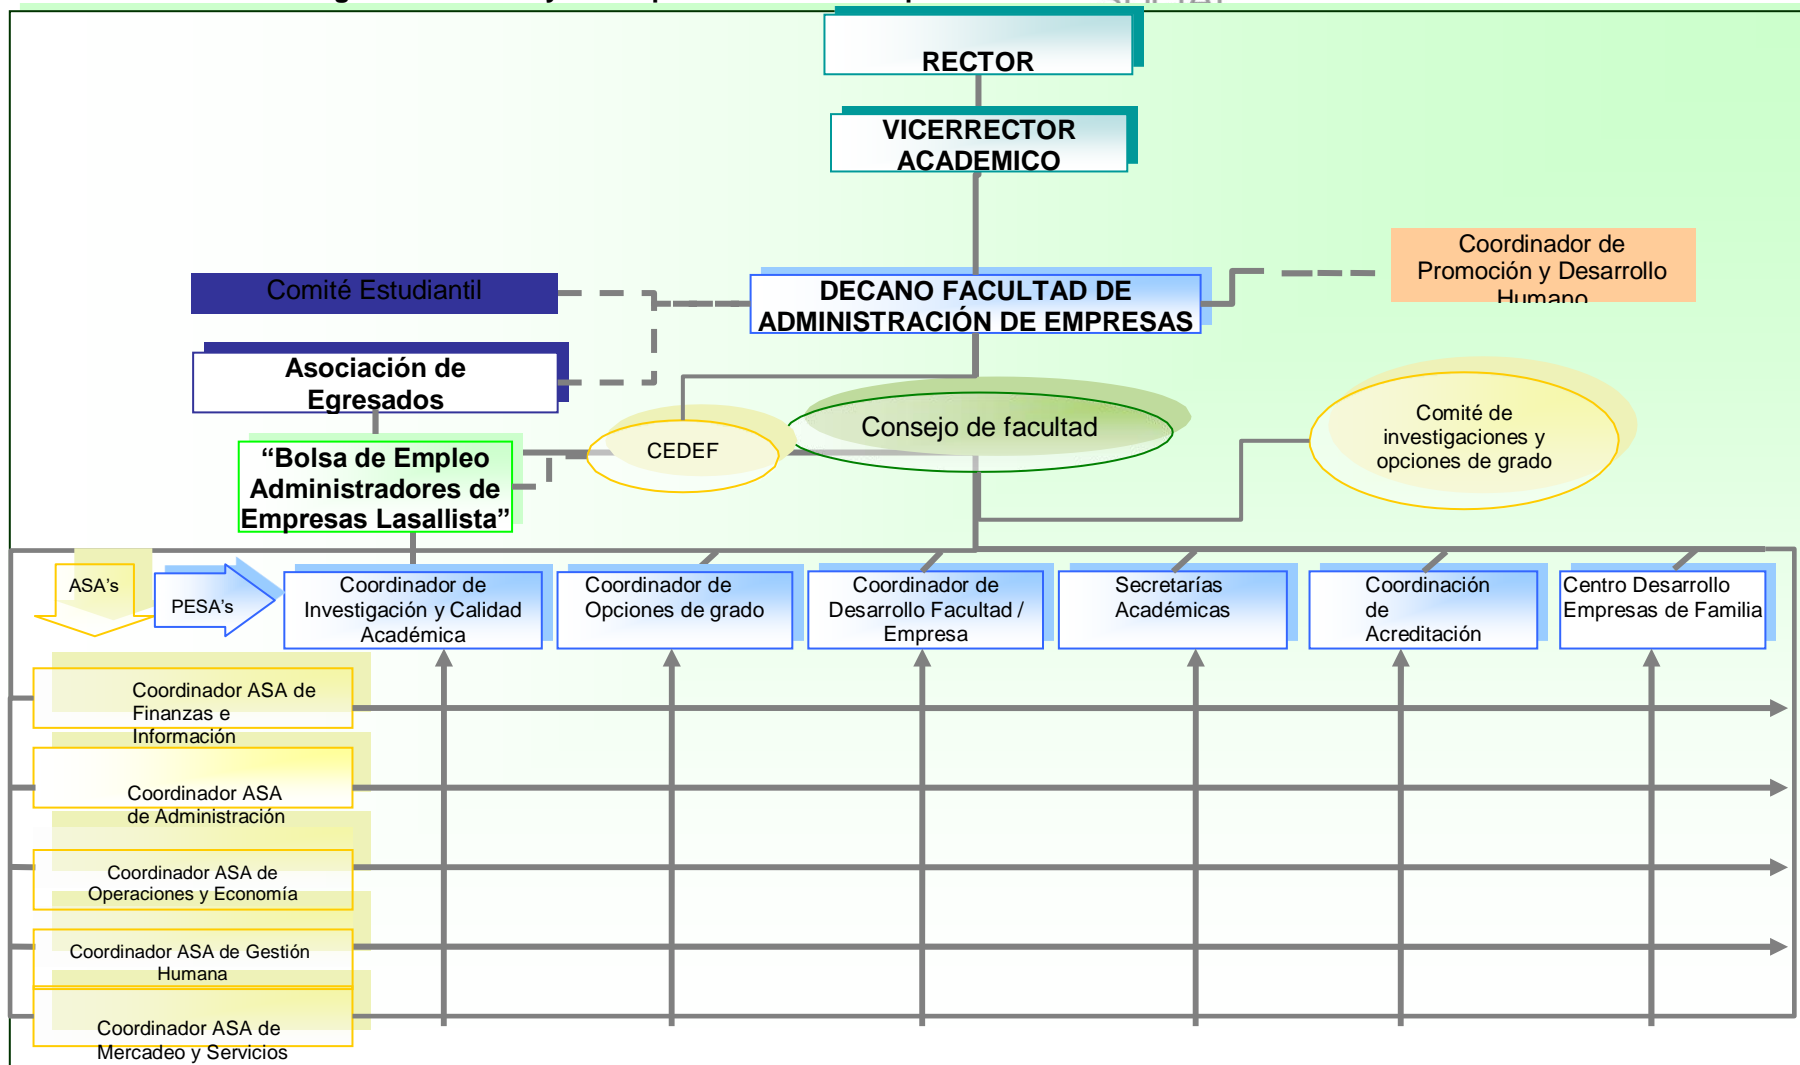 RECTOR
VICERRECTOR
ACADEMICO
Coordinador de
Promoción y Desarrollo
Humano
Comité Estudiantil
DECANO FACULTAD DE
ADMINISTRACIÓN DE EMPRESAS
Asociación de
Egresados
Consejo de facultad
Comité de
investigaciones y
opciones de grado
CEDEF
“Bolsa de Empleo
Administradores de
Empresas Lasallista”
ASA's
PESA's
Coordinador de
Investigación y Calidad
Académica
Coordinador de
Opciones de grado
Coordinador de
Desarrollo Facultad /
Empresa
Secretarías
Académicas
Coordinación
de
Acreditación
Centro Desarrollo
Empresas de Familia
Coordinador ASA de
Finanzas e
Información
Coordinador ASA
de Administración
Coordinador ASA de
Operaciones y Economía
Coordinador ASA de Gestión
Humana
Coordinador ASA de
Mercadeo y Servicios